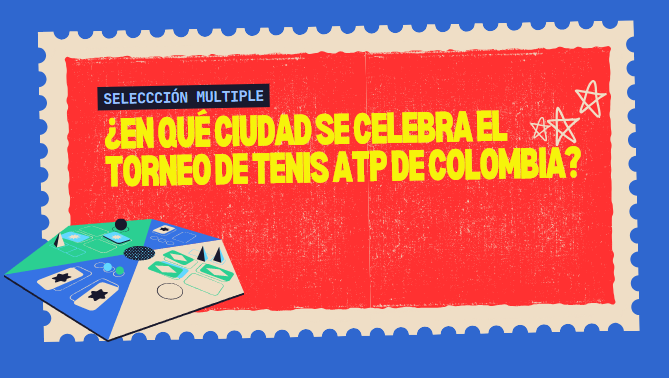 SELECCCIÓN MULTIPLE
¿EN QUÉ CIUDAD SE CELEBRA EL
TORNEO DE TENIS ATP DE COLOMBIA?